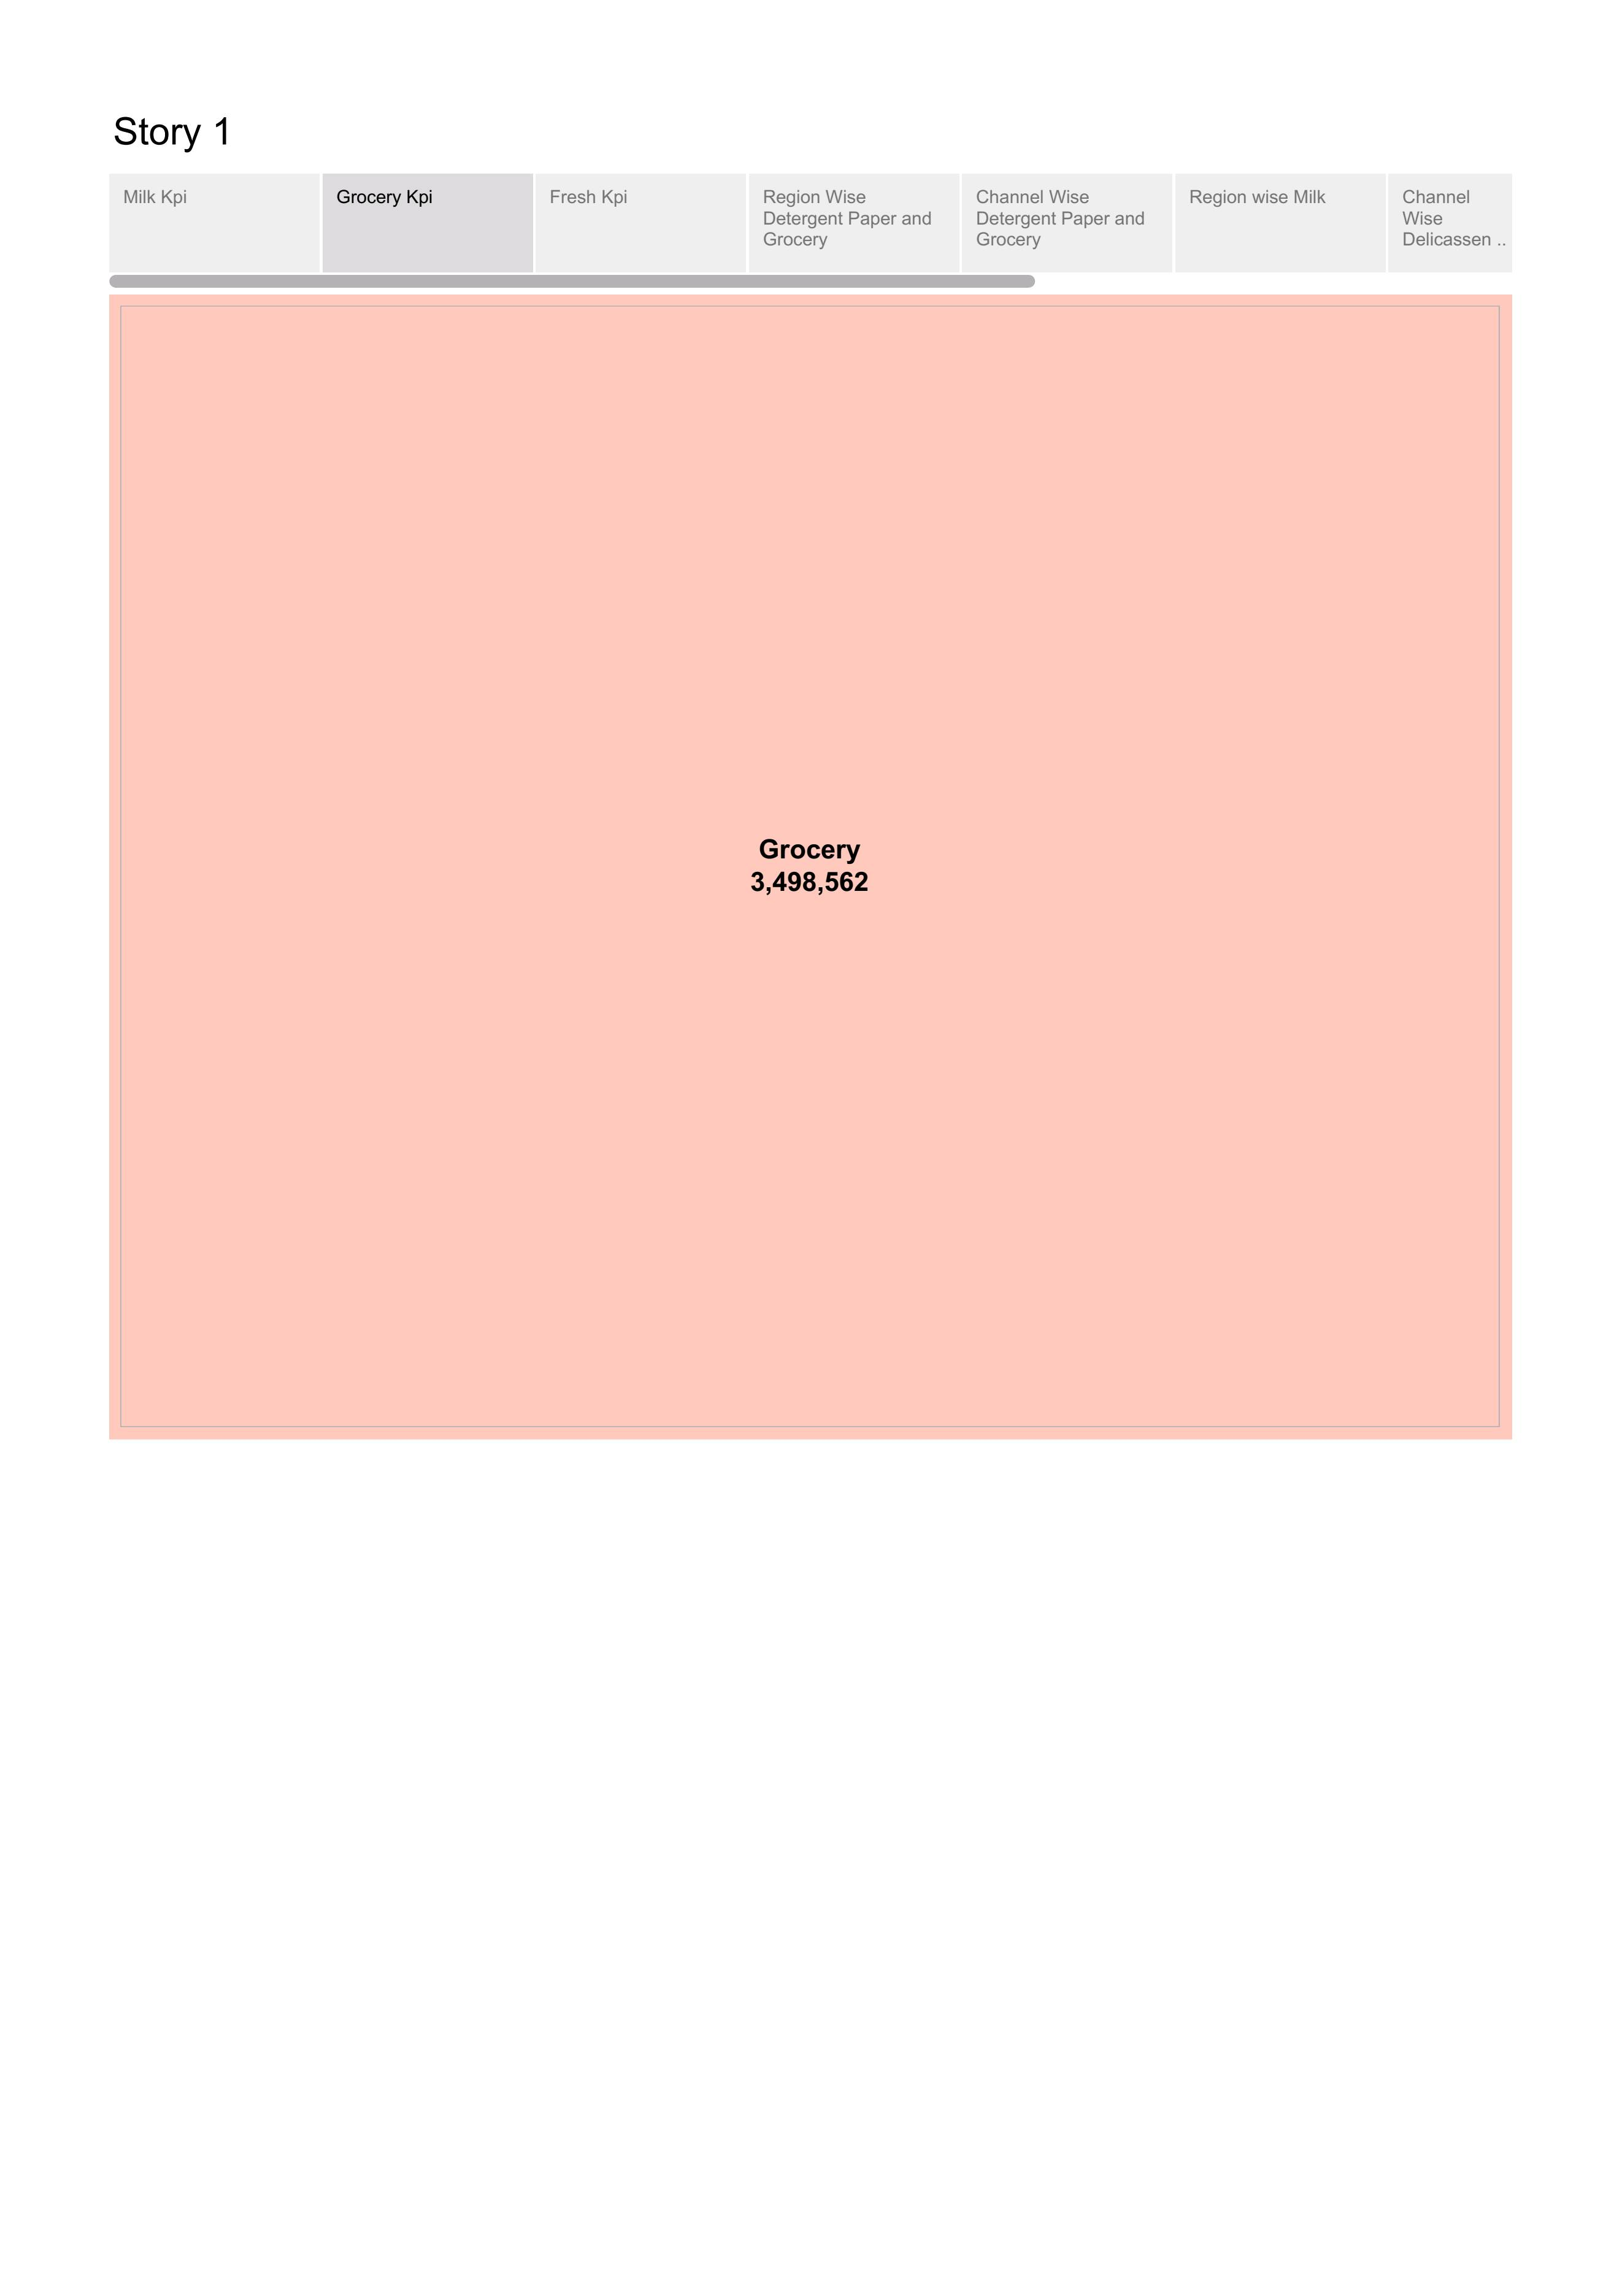 Story 1
Milk Kpi
Grocery Kpi
Fresh Kpi
Region Wise
Detergent Paper and
Grocery
Channel Wise
Detergent Paper and
Grocery
Region wise Milk
Channel
Wise
Delicassen ..
Grocery
3,498,562